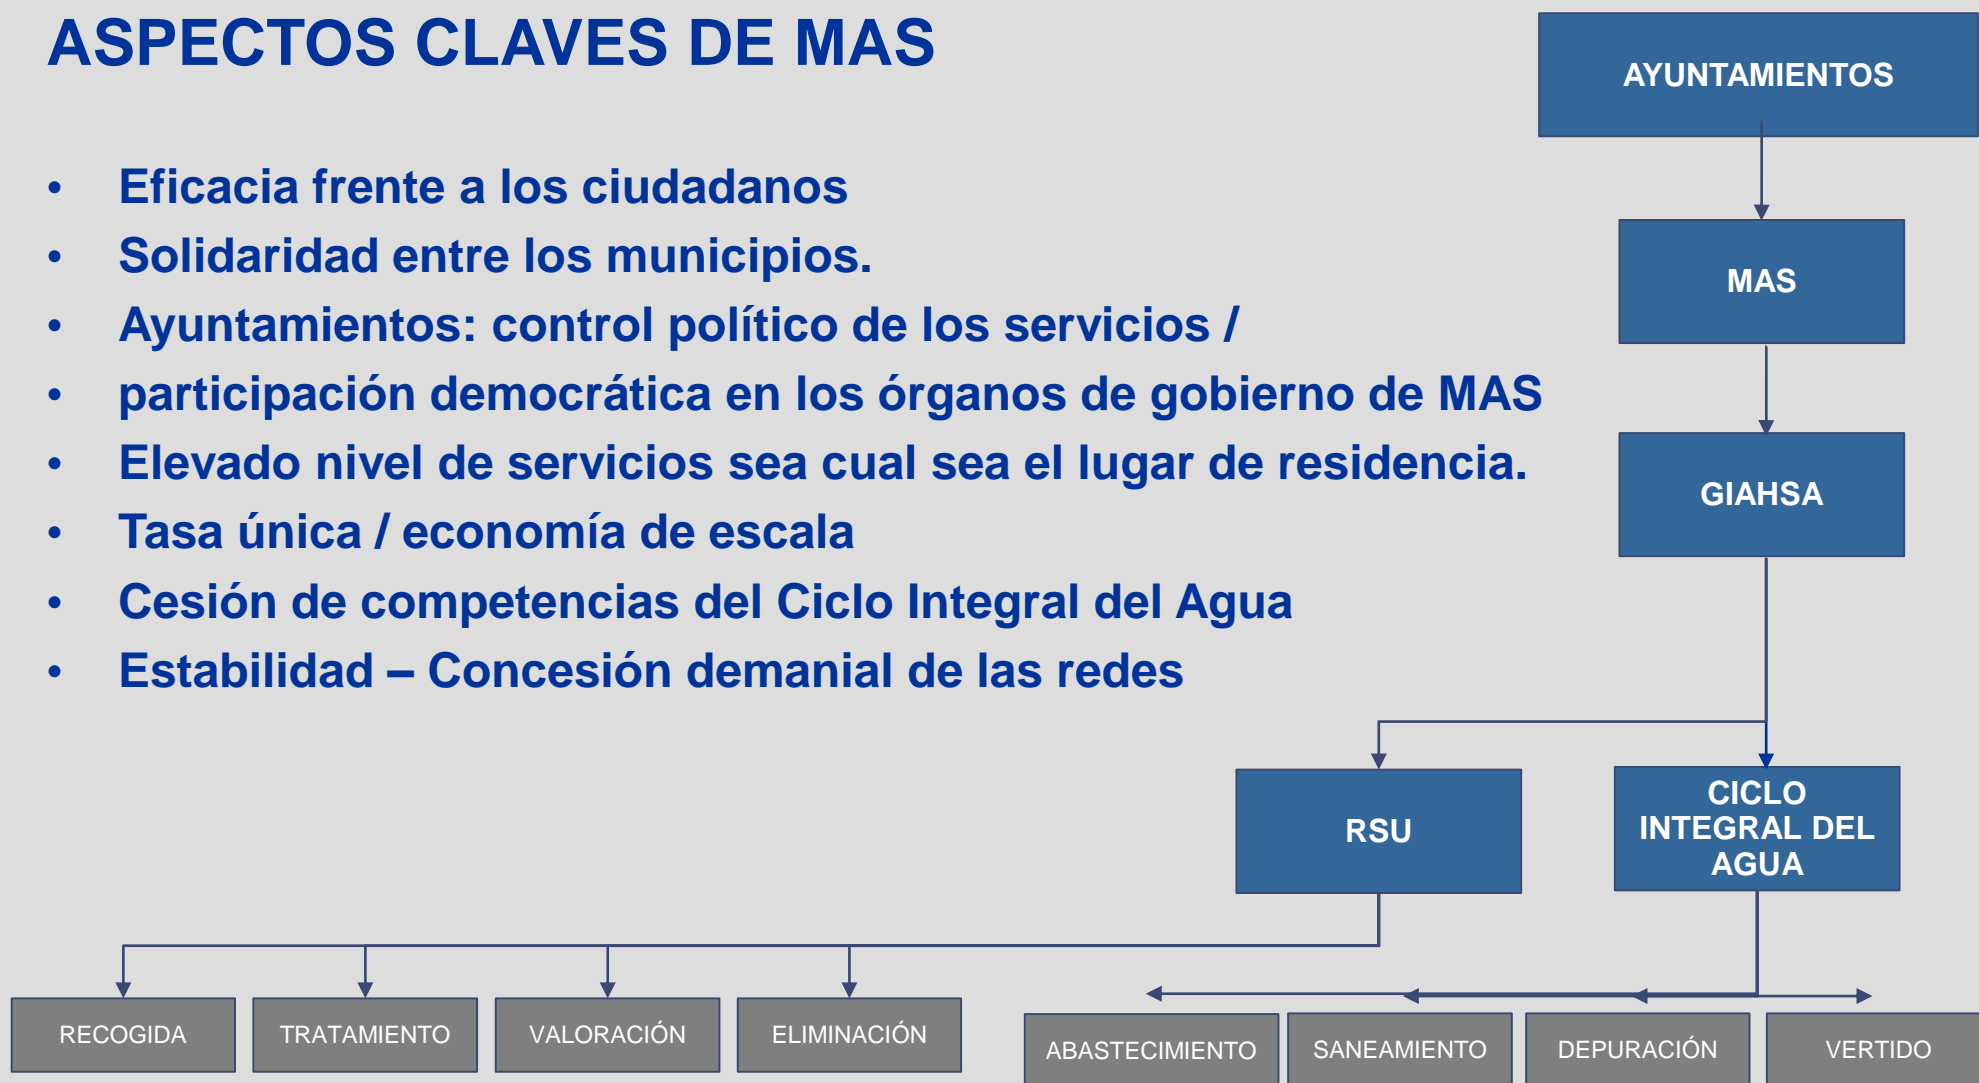 ASPECTOS CLAVES DE MAS
• Eficacia frente a los ciudadanos
• Solidaridad entre los municipios.
• Ayuntamientos: control político de los servicios /
• participación democrática en los órganos de gobierno de MAS
• Elevado nivel de servicios sea cual sea el lugar de residencia.
• Tasa única / economía de escala
• Cesión de competencias del Ciclo Integral del Agua
• Estabilidad – Concesión demanial de las redes
AYUNTAMIENTOS
MAS
GIAHSA
RSU
CICLO
INTEGRAL DEL
AGUA
RECOGIDA
TRATAMIENTO
VALORACIÓN
ELIMINACIÓN
ABASTECIMIENTO
SANEAMIENTO
DEPURACIÓN
VERTIDO